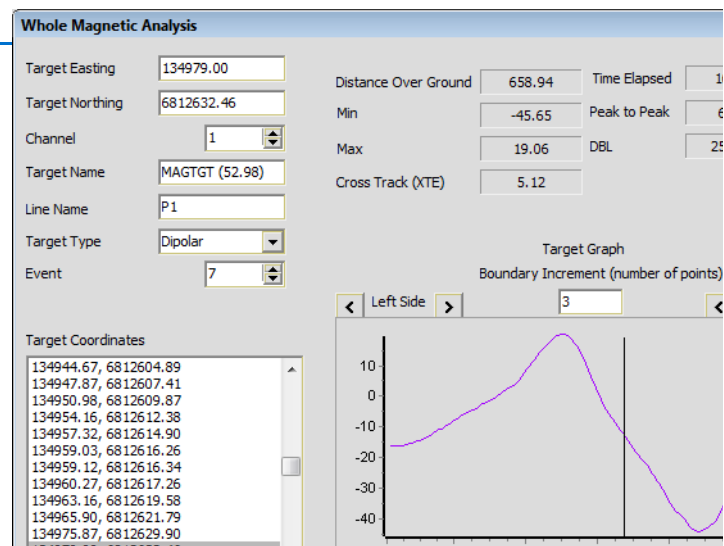 Whole Magnetic Analysis
Target Easting 134979.00
Target Northing 6812632.46
Channel 1
Target Name MAGTGT (52.98)
Line Name P1
Target Type Dipolar
Event 7
Distance Over Ground 658.94 Time Elapsed
Min -45.65 Peak to Peak
Max 19.06 DBL
Cross Track (XTE) 5.12
Target Graph
Boundary Increment (number of points)
< Left Side > 3 <
Target Coordinates
134944.67, 6812604.89
134947.87, 6812607.41
134950.98, 6812609.87
134954.16, 6812612.38
134957.32, 6812614.90
134959.03, 6812616.26
134959.12, 6812616.34
134960.27, 6812617.26
134963.16, 6812619.58
134965.90, 6812621.79
134975.87, 6812629.90
10
0
-10
-20
-30
-40